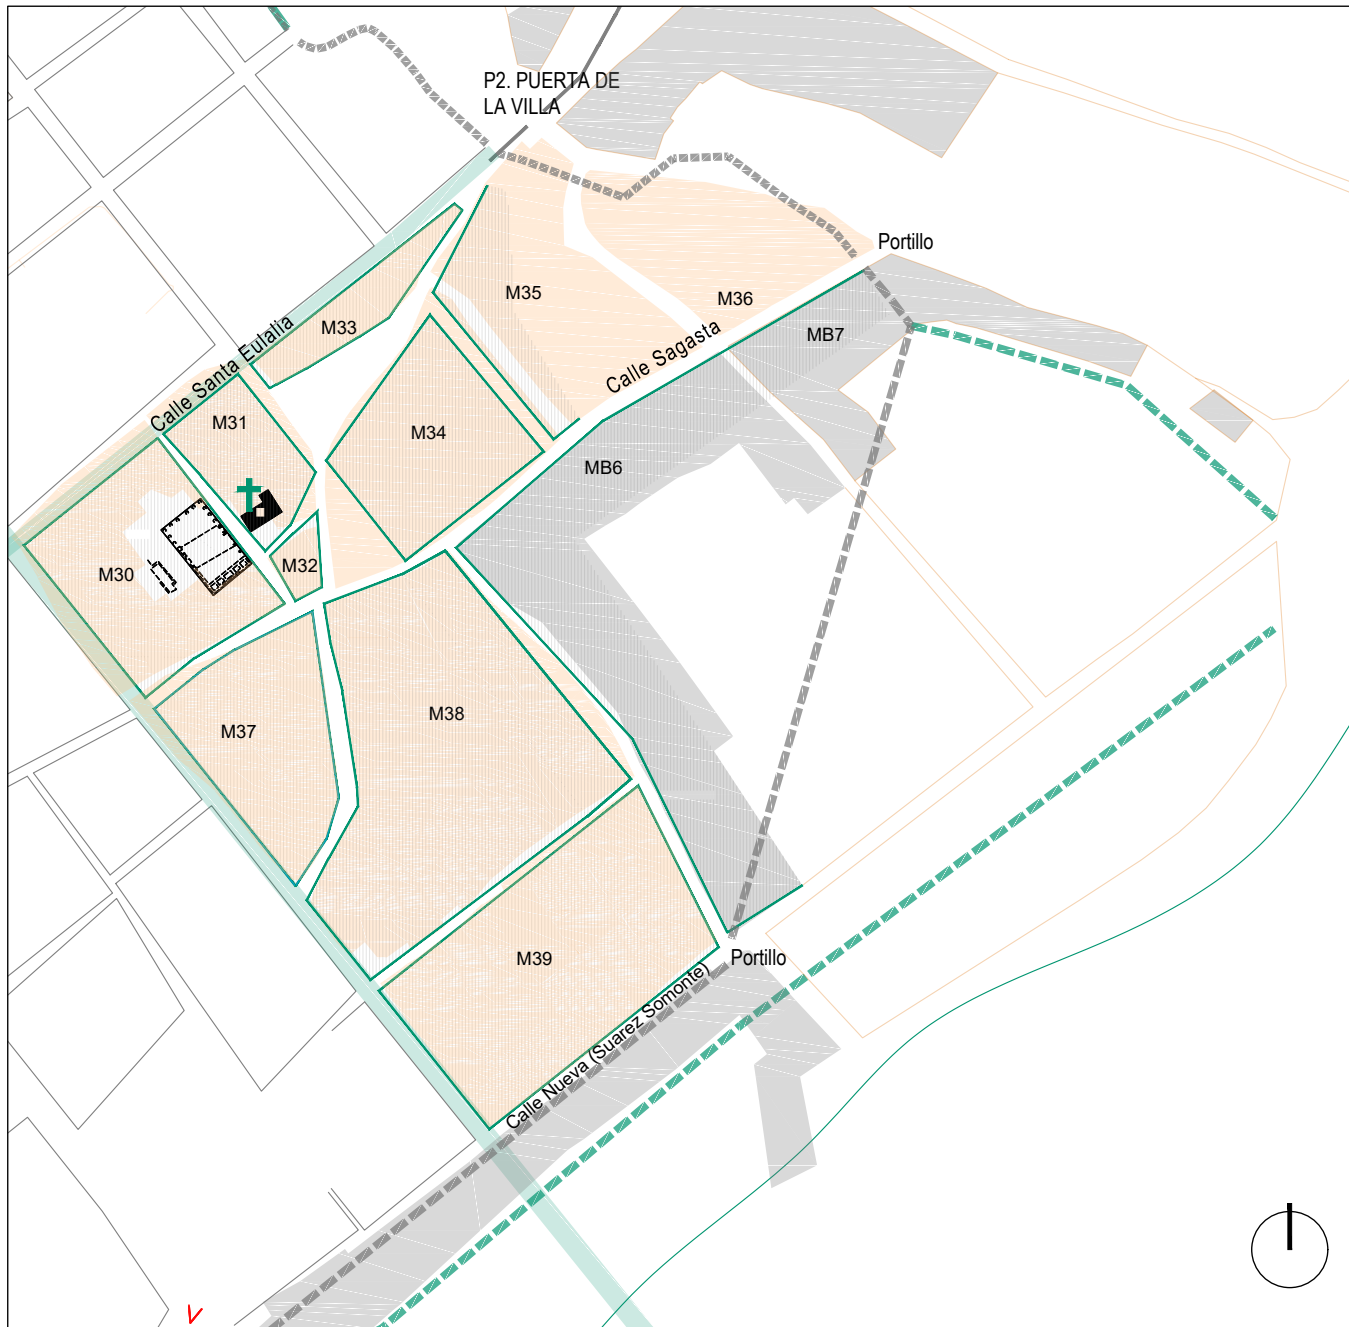 P2. PUERTA DE
LA VILLA
Portillo
M35
M36
M33
MB7
Calle Santa Eulalia
Calle Sagasta
M31
M34
MB6
M30
M32
M38
M37
M39
Portillo
Calle Nueva (Suarez Somonte)
V